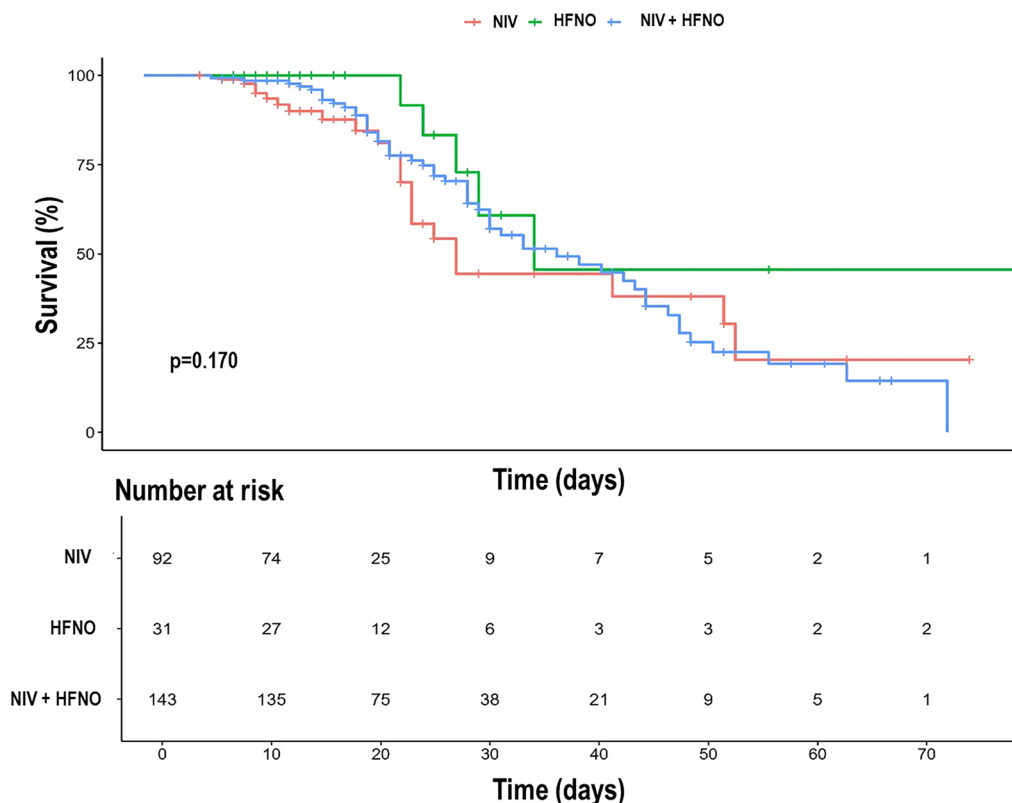 NIV HFNO NIV + HFNO
100
75
50
25
0
Survival (%)
p=0.170
Time (days)
Number at risk
NIV 92 74 25 9 7 5 2 1
HFNO 31 27 12 6 3 3 2 2
NIV + HFNO 143 135 75 38 21 9 5 1
0 10 20 30 40 50 60 70
Time (days)